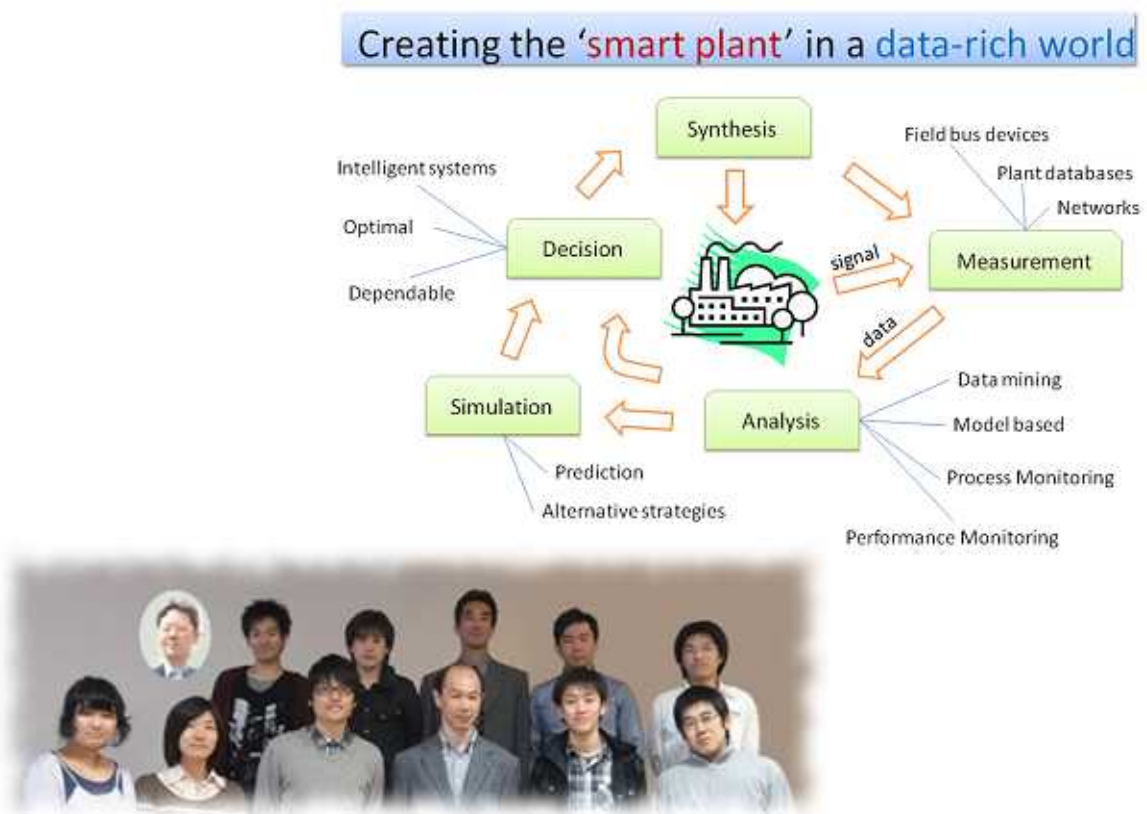 Creating the ‘smart plant’ in a data-rich world
Synthesis
Field bus devices
Plant databases
Networks
Intelligent systems
Optimal
Dependable
Decision
signal
Measurement
data
Simulation
Analysis
Data mining
Model based
Process Monitoring
Performance Monitoring
Prediction
Alternative strategies